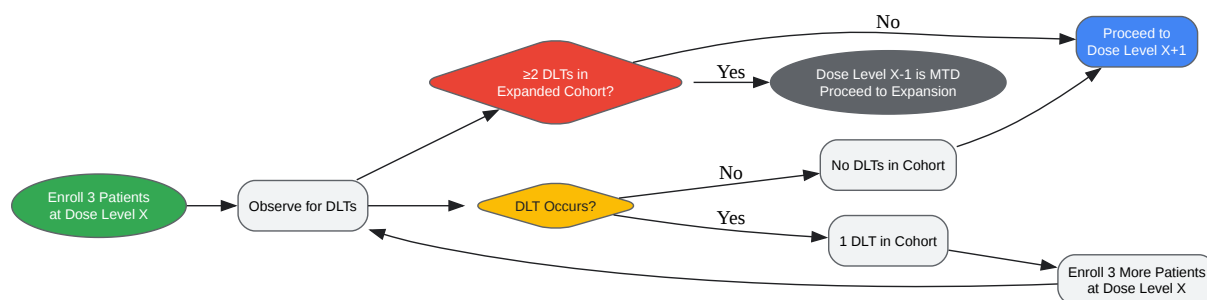 Enroll 3 Patients
at Dose Level X
Observe for DLTs
≥2 DLTs in
Expanded Cohort?
No
Yes
Dose Level X-1 is MTD
Proceed to Expansion
Proceed to
Dose Level X+1
DLT Occurs?
No
No DLTs in Cohort
Yes
1 DLT in Cohort
Enroll 3 More Patients
at Dose Level X